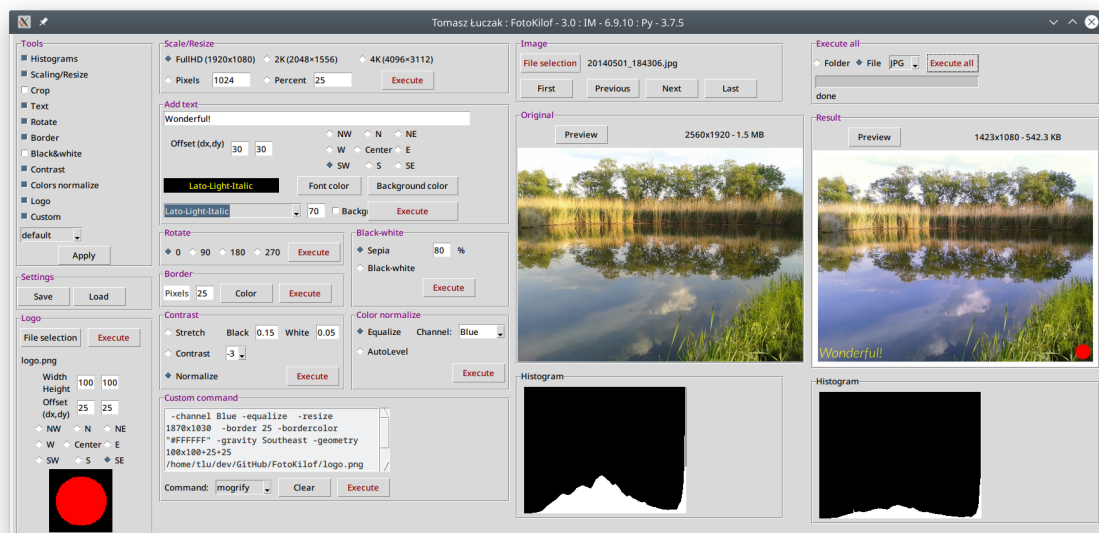 Tomasz Łuczak : FotoKilof - 3.0 : IM - 6.9.10 : Py - 3.7.5
Tools
Histograms
Scaling/Resize
Crop
Text
Rotate
Border
Black&white
Contrast
Colors normalize
Logo
Custom
default
Apply
Settings
Save Load
Logo
File selection Execute
logo.png
Width
Height 100 100
Offset
(dx,dy) 25 25
NW N NE
W Center E
SW S SE
Scale/Resize
FullHD (1920x1080) 2K (2048×1556) 4K (4096×3112)
Pixels 1024 Percent 25 Execute
Add text
Wonderful!
Offset (dx,dy) 30 30
NW N NE
W Center E
SW S SE
Lato-Light-Italic Font color Background color
Lato-Light-Italic 70 Backgr Execute
Rotate
0 90 180 270 Execute
Black-white
Sepia 80 %
Black-white
Execute
Border
Pixels 25 Color Execute
Contrast
Stretch Black 0.15 White 0.05
Contrast -3
Normalize Execute
Color normalize
Equalize Channel: Blue
AutoLevel
Execute
Custom command
-channel Blue -equalize -resize
1870x1030 -border 25 -bordercolor
"#FFFFFF" -gravity Southeast -geometry
100x100+25+25
/home/tlu/dev/GitHub/FotoKilof/logo.png
Command: mogrify Clear Execute
Image
File selection 20140501_184306.jpg
First Previous Next Last
Original
Preview 2560x1920 - 1.5 MB
Histogram
Execute all
Folder File JPG Execute all
done
Result
Preview 1423x1080 - 542.3 KB
Wonderful!
Histogram